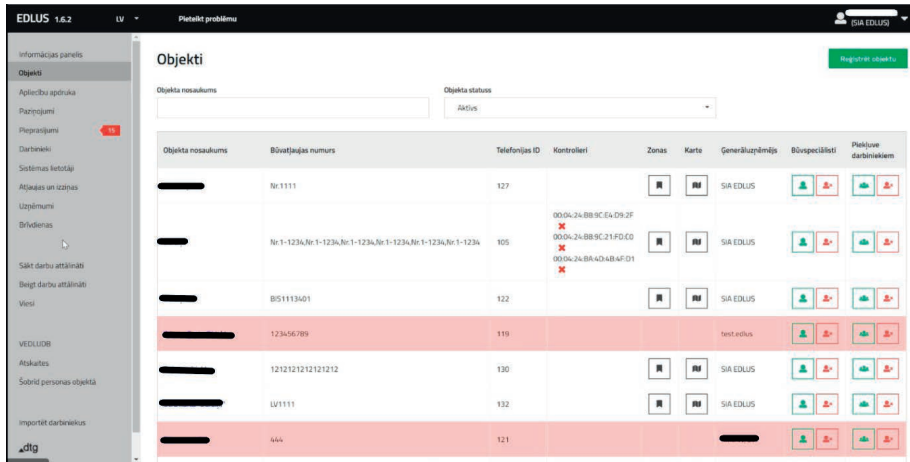 EDLUS 1.6.2
LV
Pieteikt problēmu
(SIA EDLUS)
Informācijas panelis
Objekti
Apliecību apdruka
Paziņojumi
Pieprasījumi
15
Darbinieki
Sistēmas lietotāji
Atļaujas un izziņas
Uzņēmumi
Brīvdienas
Sākt darbu attālināti
Beigt darbu attālināti
Viesi
VEDLUDB
Atskaites
Šobrīd personas objektā
Importēt darbiniekus
dtg
Objekti
Reģistrēt objektu
Objekta nosaukums
Objekta statuss
Aktīvs
Objekta nosaukums Būvatļaujas numurs Telefonijas ID Kontrolieri Zonas Karte Ģenerāluzņēmējs Būvspeciālisti Piekļuve darbiniekiem
Nr.1111 127 SIA EDLUS
00:04:24:BB:9C:E4:D9:2F
Nr.1-1234,Nr.1-1234,Nr.1-1234,Nr.1-1234,Nr.1-1234,Nr.1-1234 105 00:04:24:BB:9C:21:FD:C0 SIA EDLUS
00:04:24:BA:4D:4B:4F:D1
BIS1113401 122 SIA EDLUS
123456789 119 test.edlus
1212121212121212 130 SIA EDLUS
LV1111 132 SIA EDLUS
444 121